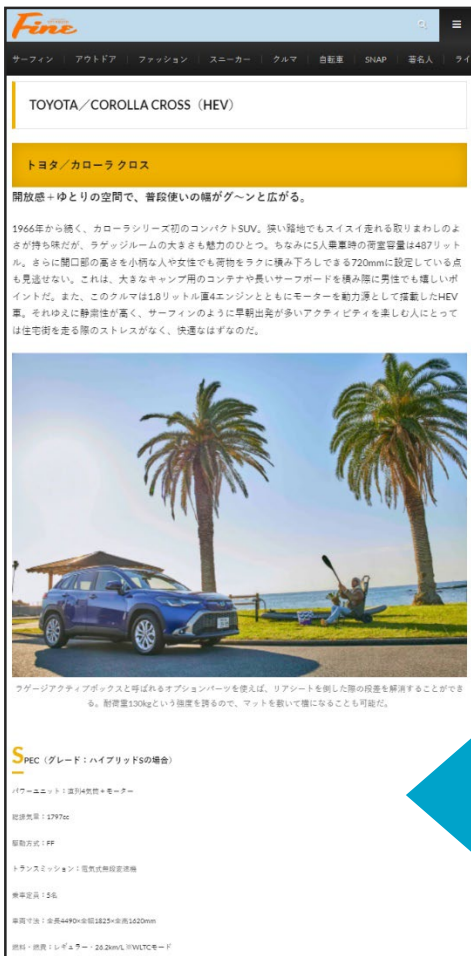 Fine
サーフィン アウトドア ファッション スニーカー クルマ 自転車 SNAP 著名人 ライ
TOYOTA／COROLLA CROSS（HEV）
トヨタ／カローラ クロス
開放感＋ゆとりの空間で、普段使いの幅がグ〜ンと広がる。
1966年から続く、カローラシリーズ初のコンパクトSUV。狭い路地でもスイスイ走れる取りまわしのよ
さが持ち味だが、ラゲッジルームの大きさも魅力のひとつ。ちなみに5人乗車時の荷室容量は487リット
ル。さらに開口部の高さを小柄な人や女性でも荷物をラクに積み下ろしできる720mmに設定している点
も見逃せない。これは、大きなキャンプ用のコンテナや長いサーフボードを積み際に男性でも嬉しいポ
イントだ。また、このクルマは1.8リットル直4エンジンとともにモーターを動力源として搭載したHEV
車。それゆえに静粛性が高く、サーフィンのように早朝出発が多いアクティビティを楽しむ人にとって
は住宅街を走る際のストレスがなく、快適なはずなのだ。
ラゲージアクティブボックスと呼ばれるオプションパーツを使えば、リアシートを倒した際の段差を解消することができ
る。耐荷重130kgという強度を誇るので、マットを敷いて横になることも可能だ。
SPEC（グレード：ハイブリッドSの場合）
パワーユニット：直列4気筒＋モーター
総排気量：1797cc
駆動方式：FF
トランスミッション：電気式無段変速機
乗車定員：5名
車両寸法：全長4490×全幅1825×全高1620mm
燃料・燃費：レギュラー・26.2km/L ※WLTCモード